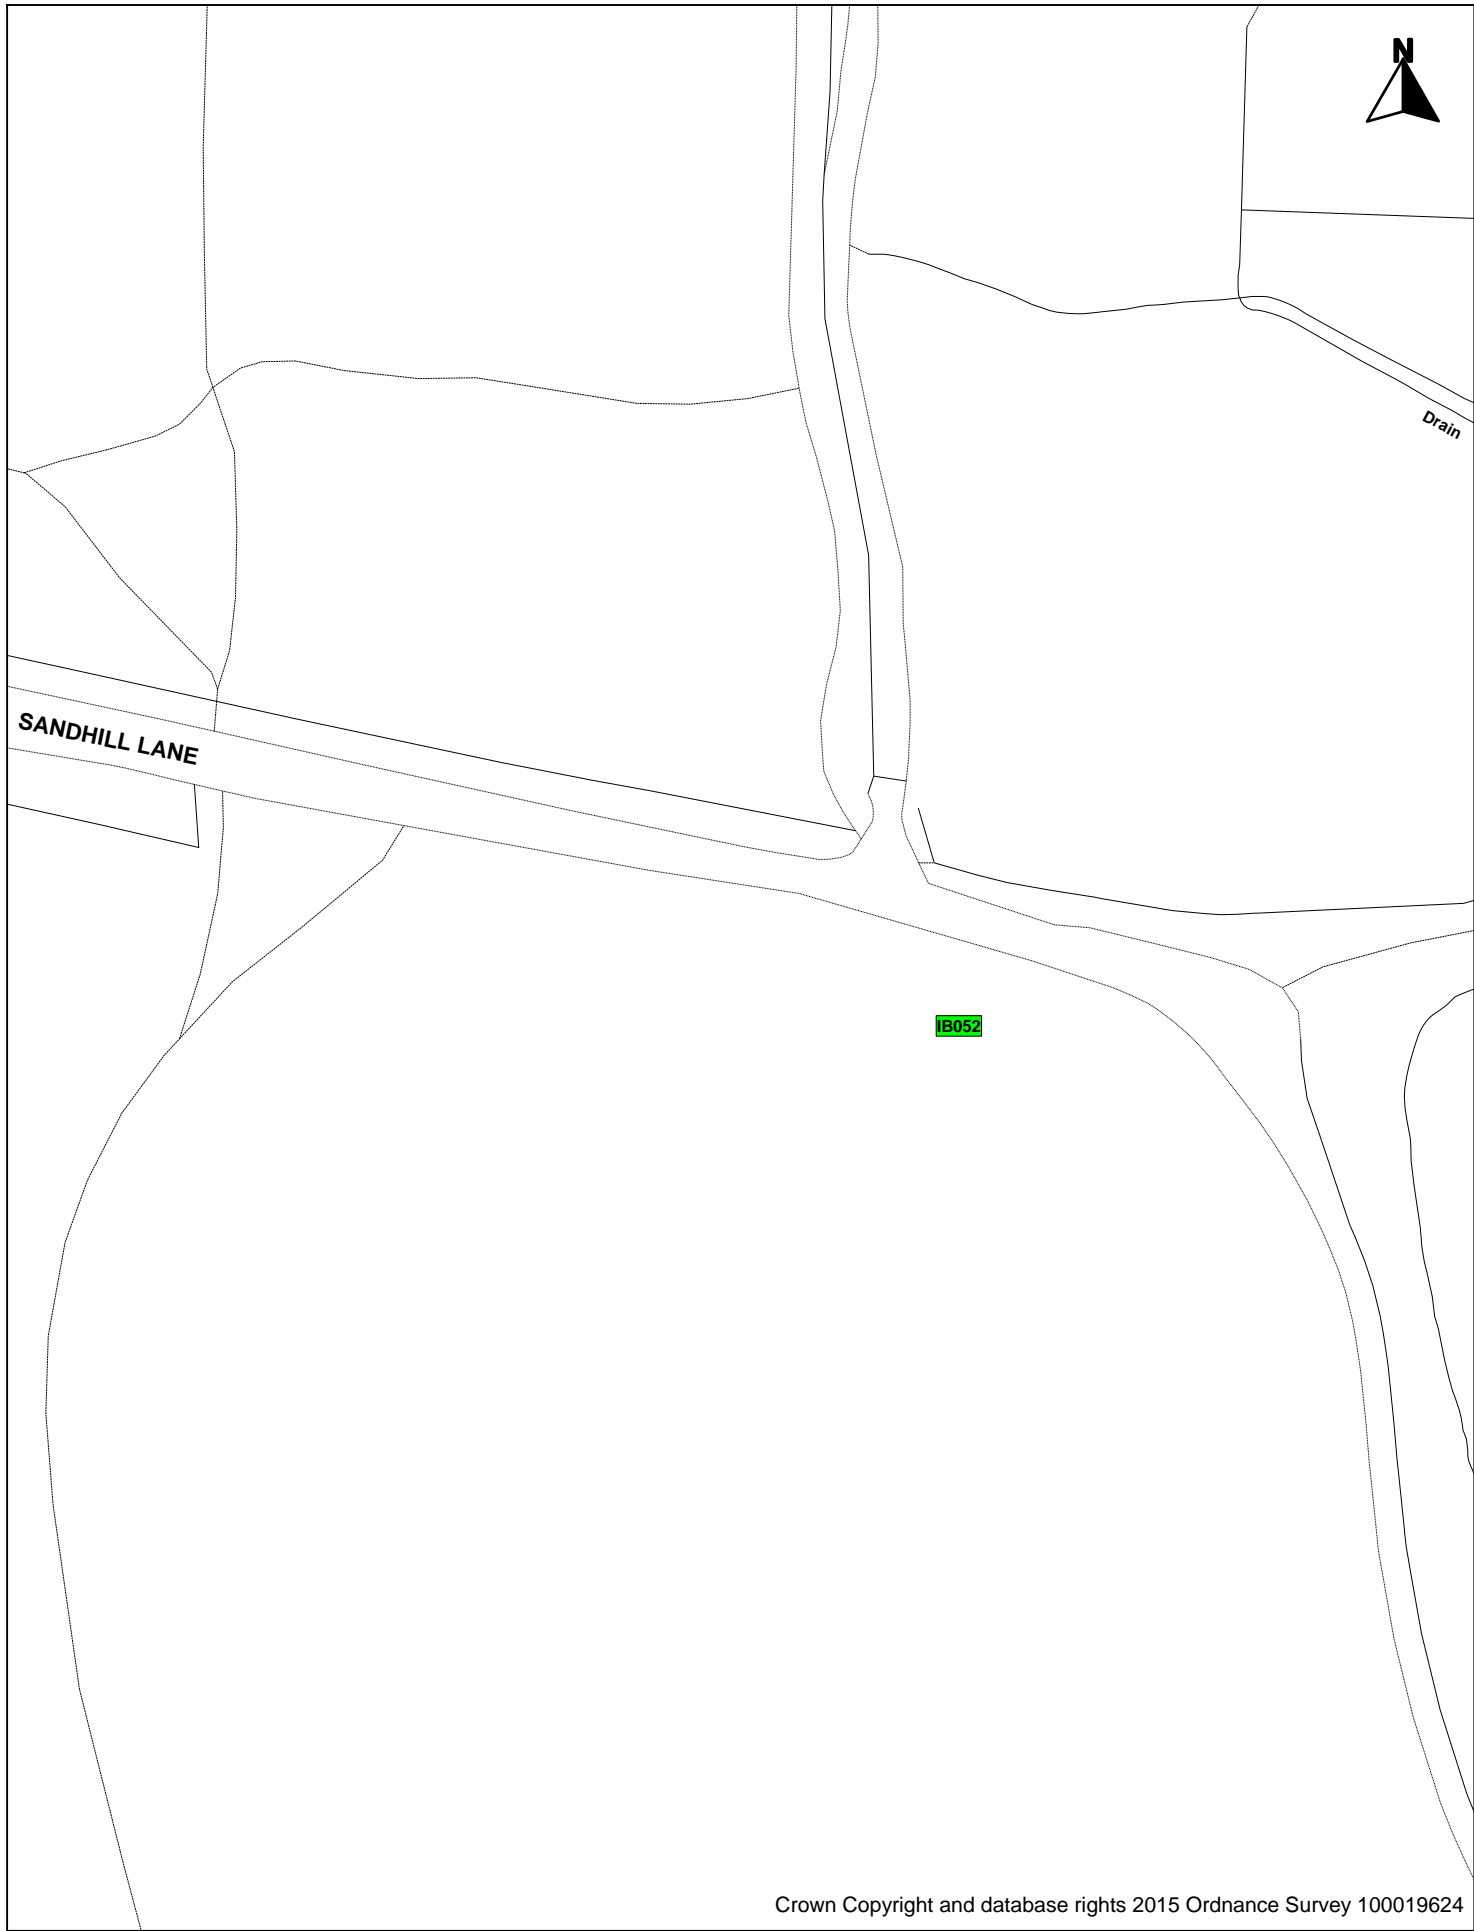 N
Drain
SANDHILL LANE
IB052
Crown Copyright and database rights 2015 Ordnance Survey 100019624